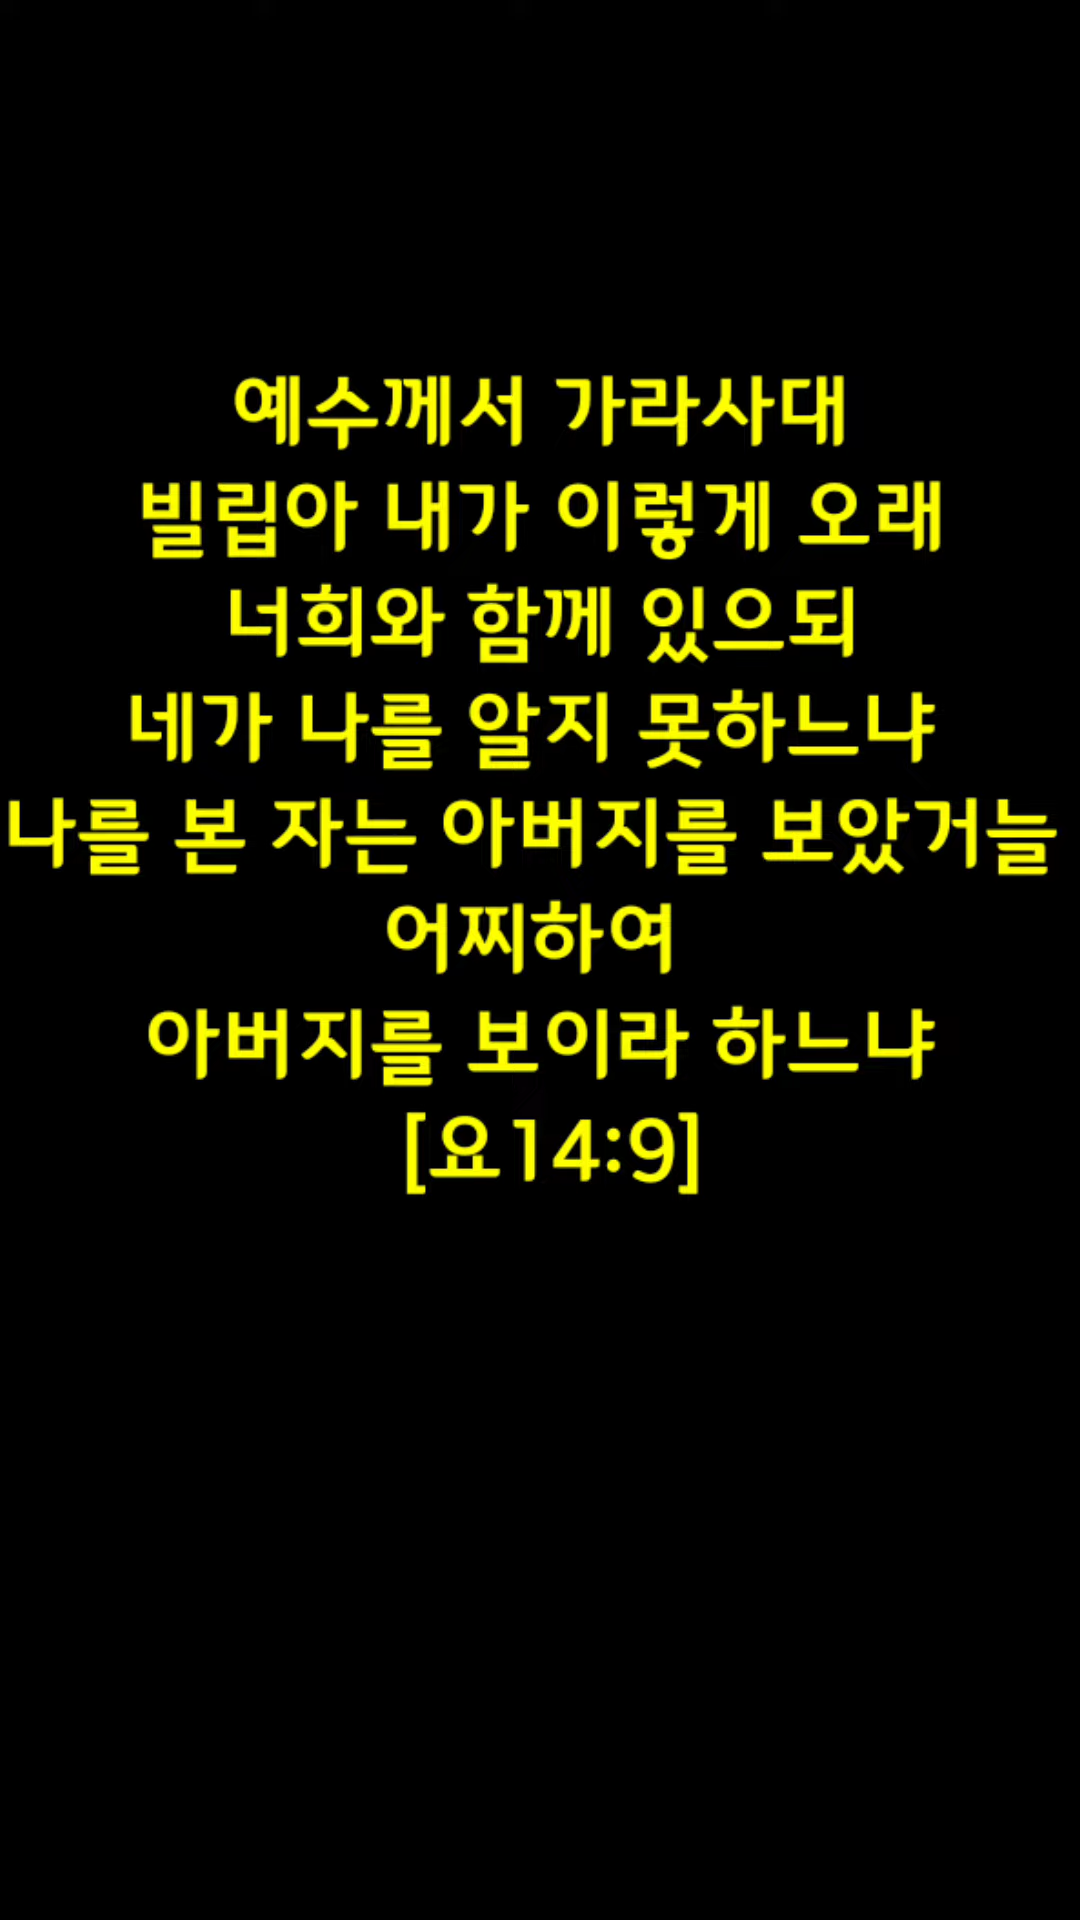 예수께서 가라사대
빌립아 내가 이렇게 오래
너희와 함께 있으되
네가 나를 알지 못하느냐
나를 본 자는 아버지를 보았거늘
어찌하여
아버지를 보이라 하느냐
[요14:9]